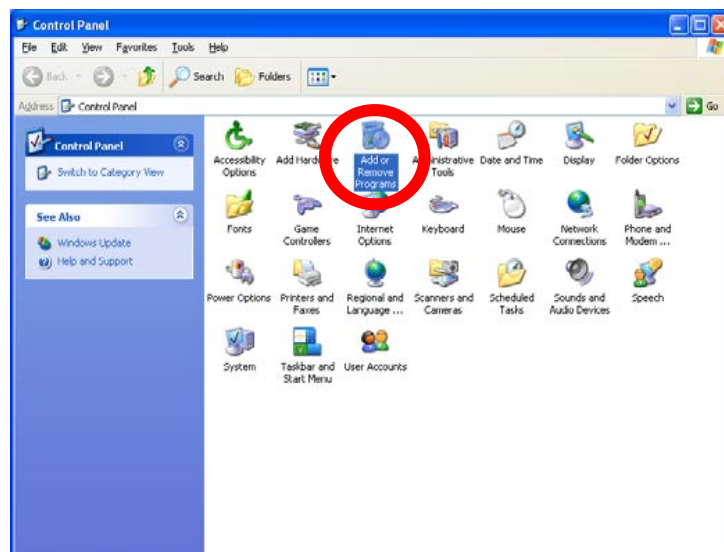 Control Panel
File Edit View Favorites Tools Help
Back Search Folders
Address Control Panel Go
Control Panel
Switch to Category View
See Also
Windows Update
Help and Support
Accessibility Options
Add Hardware
Add or Remove Programs
Administrative Tools
Date and Time
Display
Folder Options
Fonts
Game Controllers
Internet Options
Keyboard
Mouse
Network Connections
Phone and Modem ...
Power Options
Printers and Faxes
Regional and Language ...
Scanners and Cameras
Scheduled Tasks
Sounds and Audio Devices
Speech
System
Taskbar and Start Menu
User Accounts